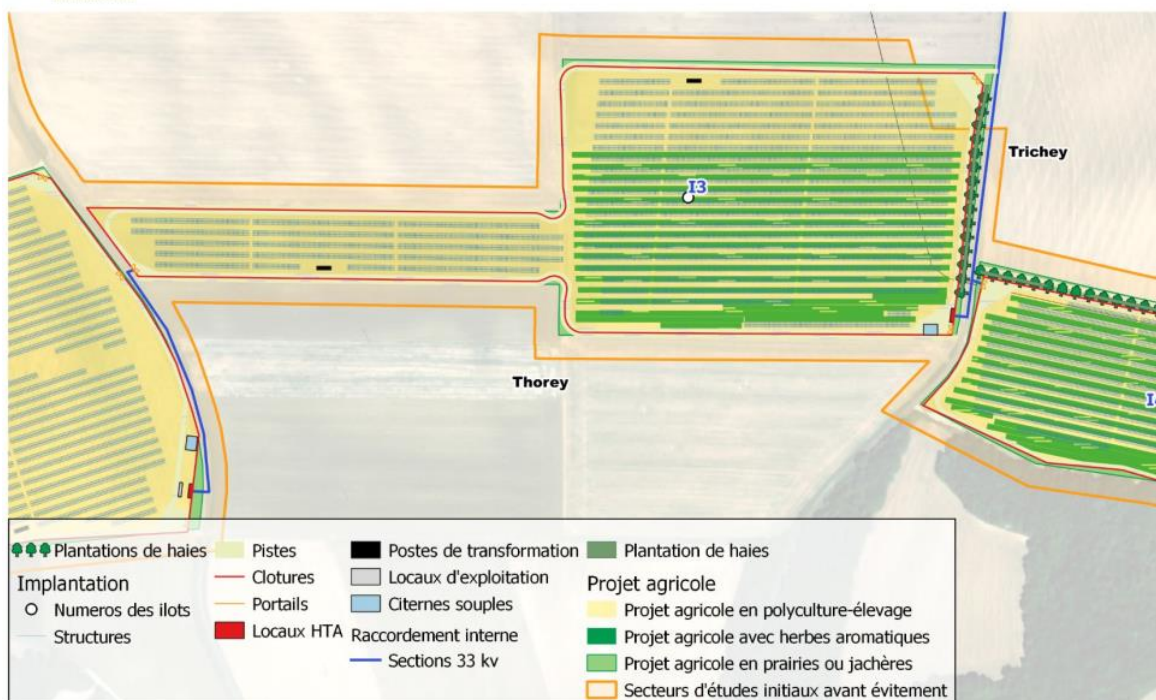 Trichey
I3
Thorey
Plantations de haies
Implantation
Numeros des ilots
Structures
Pistes
Clotures
Portails
Locaux HTA
Postes de transformation
Locaux d'exploitation
Citernes souples
Raccordement interne
Sections 33 kv
Plantation de haies
Projet agricole
Projet agricole en polyculture-élevage
Projet agricole avec herbes aromatiques
Projet agricole en prairies ou jachères
Secteurs d'études initiaux avant évitement